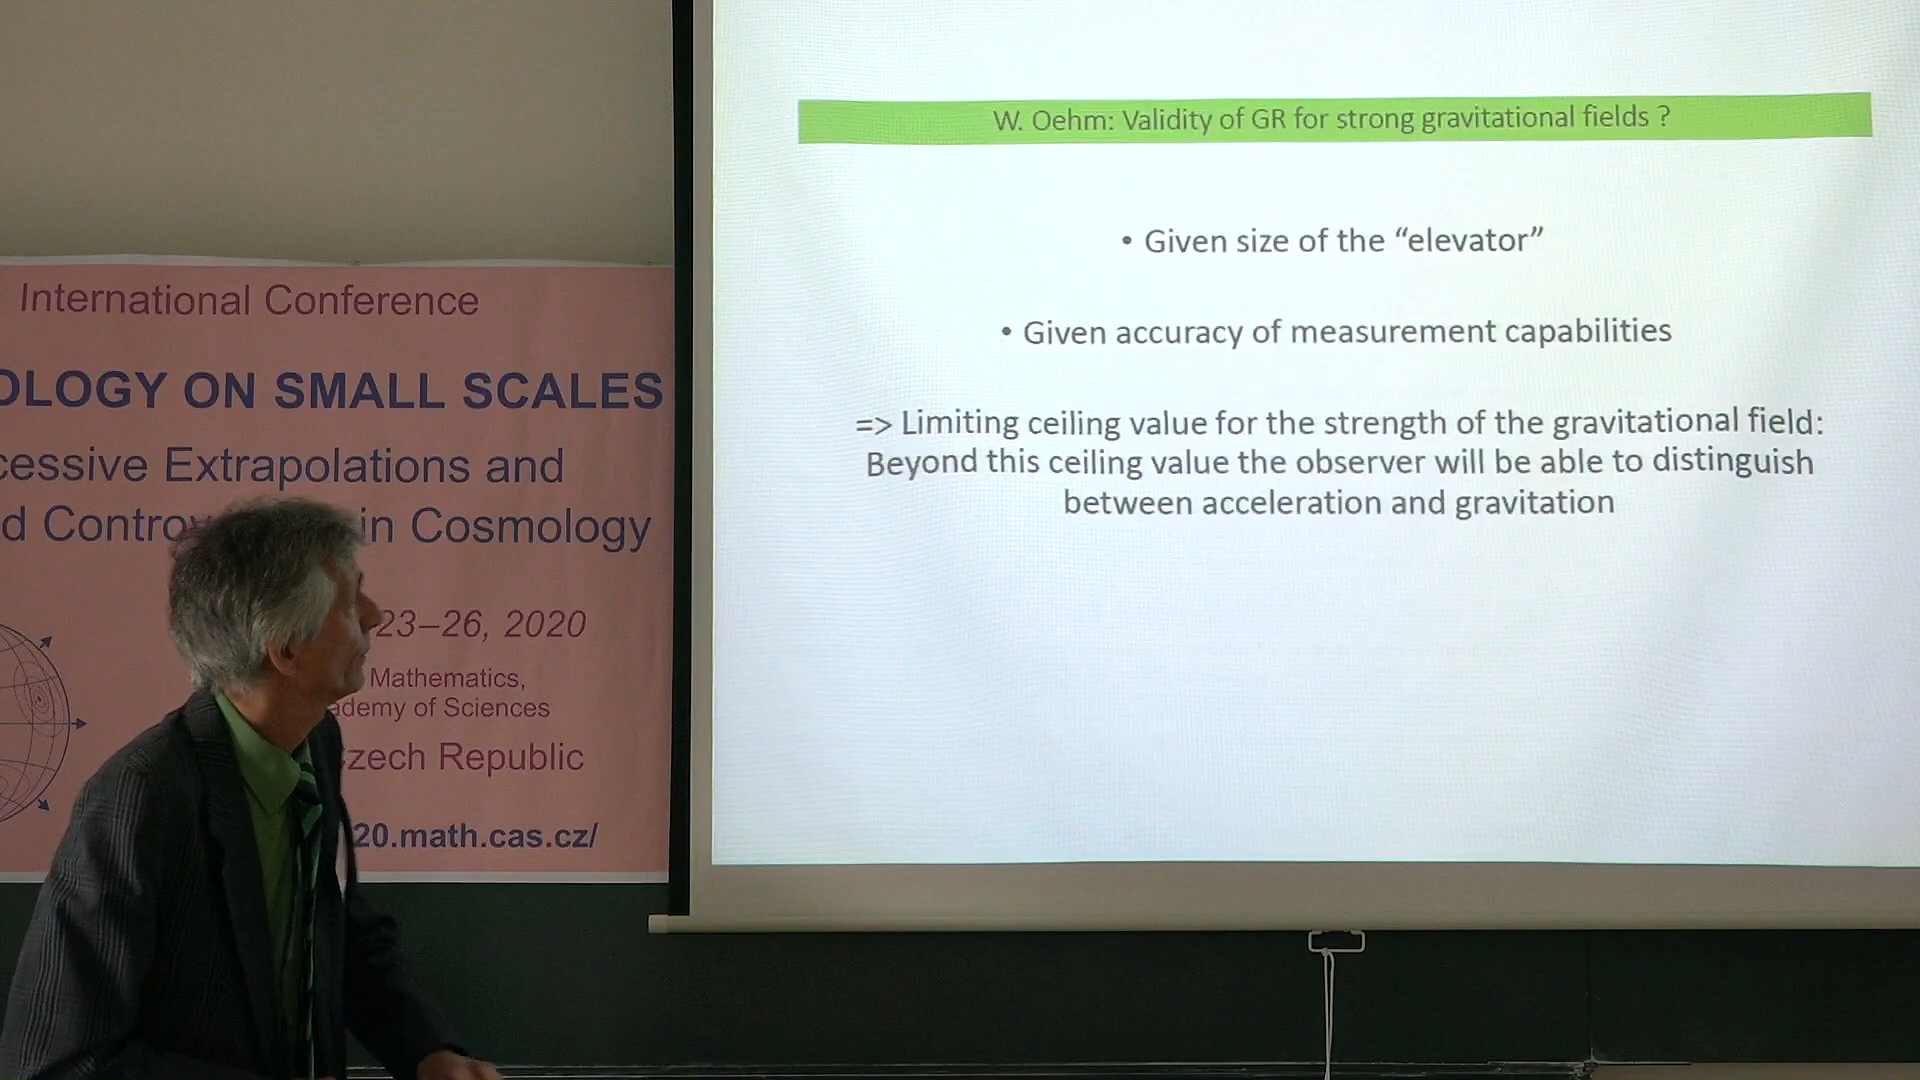 International Conference
OLOGY ON SMALL SCALES
cessive Extrapolations and
d Contro in Cosmology
23–26, 2020
Mathematics,
ademy of Sciences
Czech Republic
20.math.cas.cz/
W. Oehm: Validity of GR for strong gravitational fields ?
• Given size of the “elevator”
• Given accuracy of measurement capabilities
=> Limiting ceiling value for the strength of the gravitational field:
Beyond this ceiling value the observer will be able to distinguish
between acceleration and gravitation